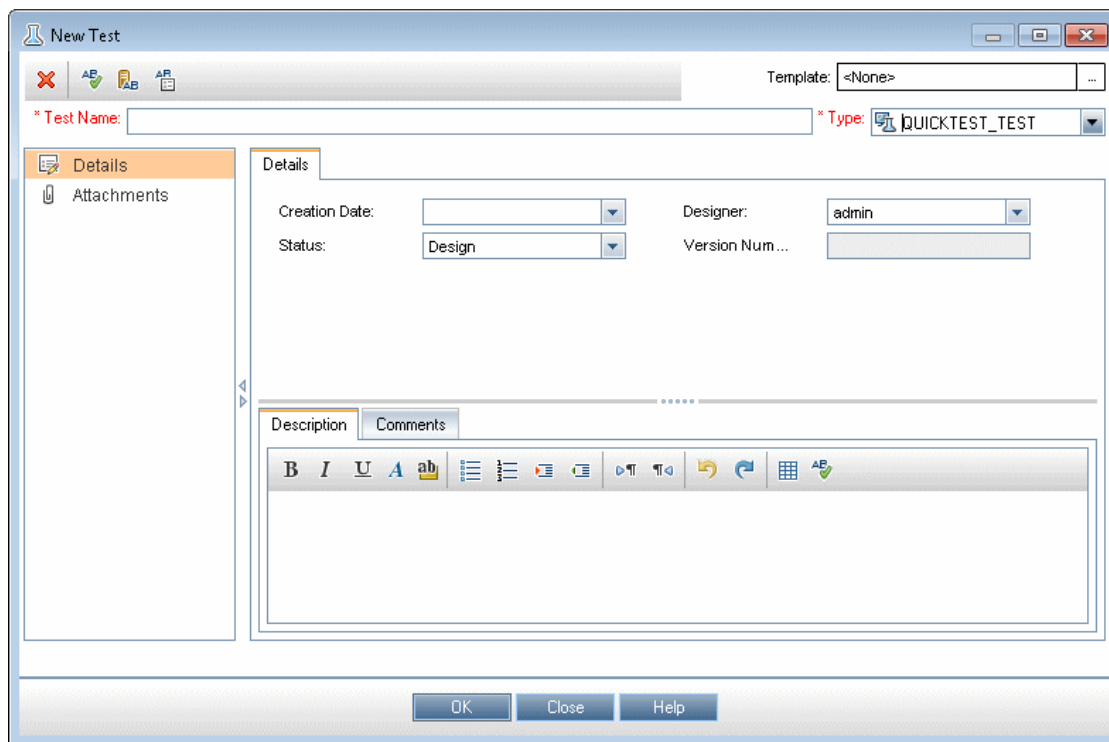 New Test
Template: <None> ...
* Test Name: * Type: QUICKTEST_TEST
Details
Attachments
Details
Creation Date: Designer: admin
Status: Design Version Num...
Description Comments
B I U A ab
OK Close Help